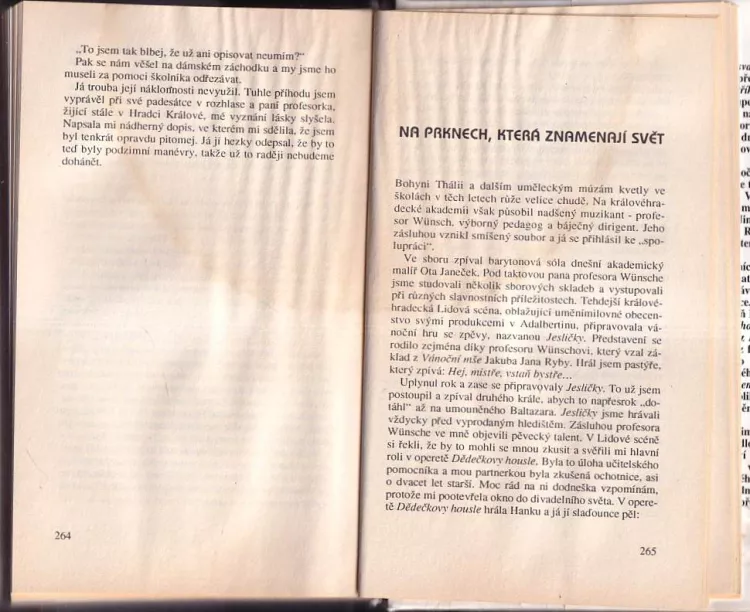 „To jsem tak blbej, že už ani opisovat neumím?"
Pak se nám věšel na dámském záchodku a my jsme ho
museli za pomoci školníka odřezávat.
Já trouba její náklonnosti nevyužil. Tuhle příhodu jsem
vyprávěl při své padesátce v rozhlase a paní profesorka,
žijící stále v Hradci Králové, mé vyznání lásky slyšela.
Napsala mi nádherný dopis, ve kterém mi sdělila, že jsem
byl tenkrát opravdu pitomej. Já jí hezky odepsal, že by to
teď byly podzimní manévry, takže už to raději nebudeme
dohánět.
264
NA PRKNECH, KTERÁ ZNAMENAJÍ SVĚT
Bohyni Thálii a dalším uměleckým múzám kvetly ve
školách v těch letech růže velice chudě. Na královéhra-
decké akademii však působil nadšený muzikant - profe-
sor Wünsch, výborný pedagog a báječný dirigent. Jeho
zásluhou vznikl smíšený soubor a já se přihlásil ke „spo-
lupráci".
Ve sboru zpíval barytonová sóla dnešní akademický
malíř Ota Janeček. Pod taktovou pana profesora Wünsche
jsme studovali několik sborových skladeb a vystupovali
při různých slavnostních příležitostech. Tehdejší králové-
hradecká Lidová scéna, oblažující uměnímilovné obecen-
stvo svými produkcemi v Adalbertinu, připravovala vá-
noční hru se zpěvy, nazvanou Jesličky. Představení se
rodilo zejména díky profesoru Wünschovi, který vzal zá-
klad z Vánoční mše Jakuba Jana Ryby. Hrál jsem pastýře,
který zpívá: Hej, mistře, vstaň bystře...
Uplynul rok a zase se připravovaly Jesličky. To už jsem
postoupil a zpíval druhého krále, abych to napřesrok „do-
táhl" až na umouněného Baltazara. Jesličky jsme hrávali
vždycky před vyprodaným hledištěm. Zásluhou profesora
Wünsche ve mně objevili pěvecký talent. V Lidové scéně
si řekli, že by to mohli se mnou zkusit a svěřili mi hlavní
roli v operetě Dědečkovy housle. Byla to úloha učitelského
pomocníka a mou partnerkou byla zkušená ochotnice, asi
o dvacet let starší. Moc rád na ni dodneška vzpomínám,
protože mi pootevřela okno do divadelního světa. V opere-
tě Dědečkovy housle hrála Hanku a já jí sladounce pěl:
265